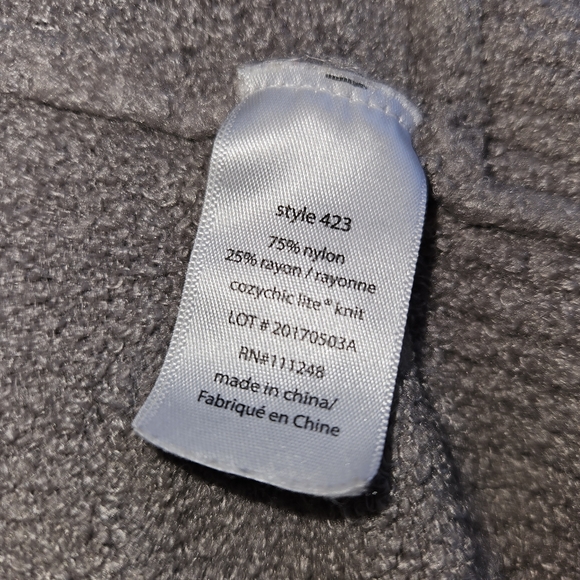 style 423
75% nylon
25% rayon / rayonne
cozychic lite® knit
LOT # 20170503A
RN#111248
made in china/
Fabriqué en Chine